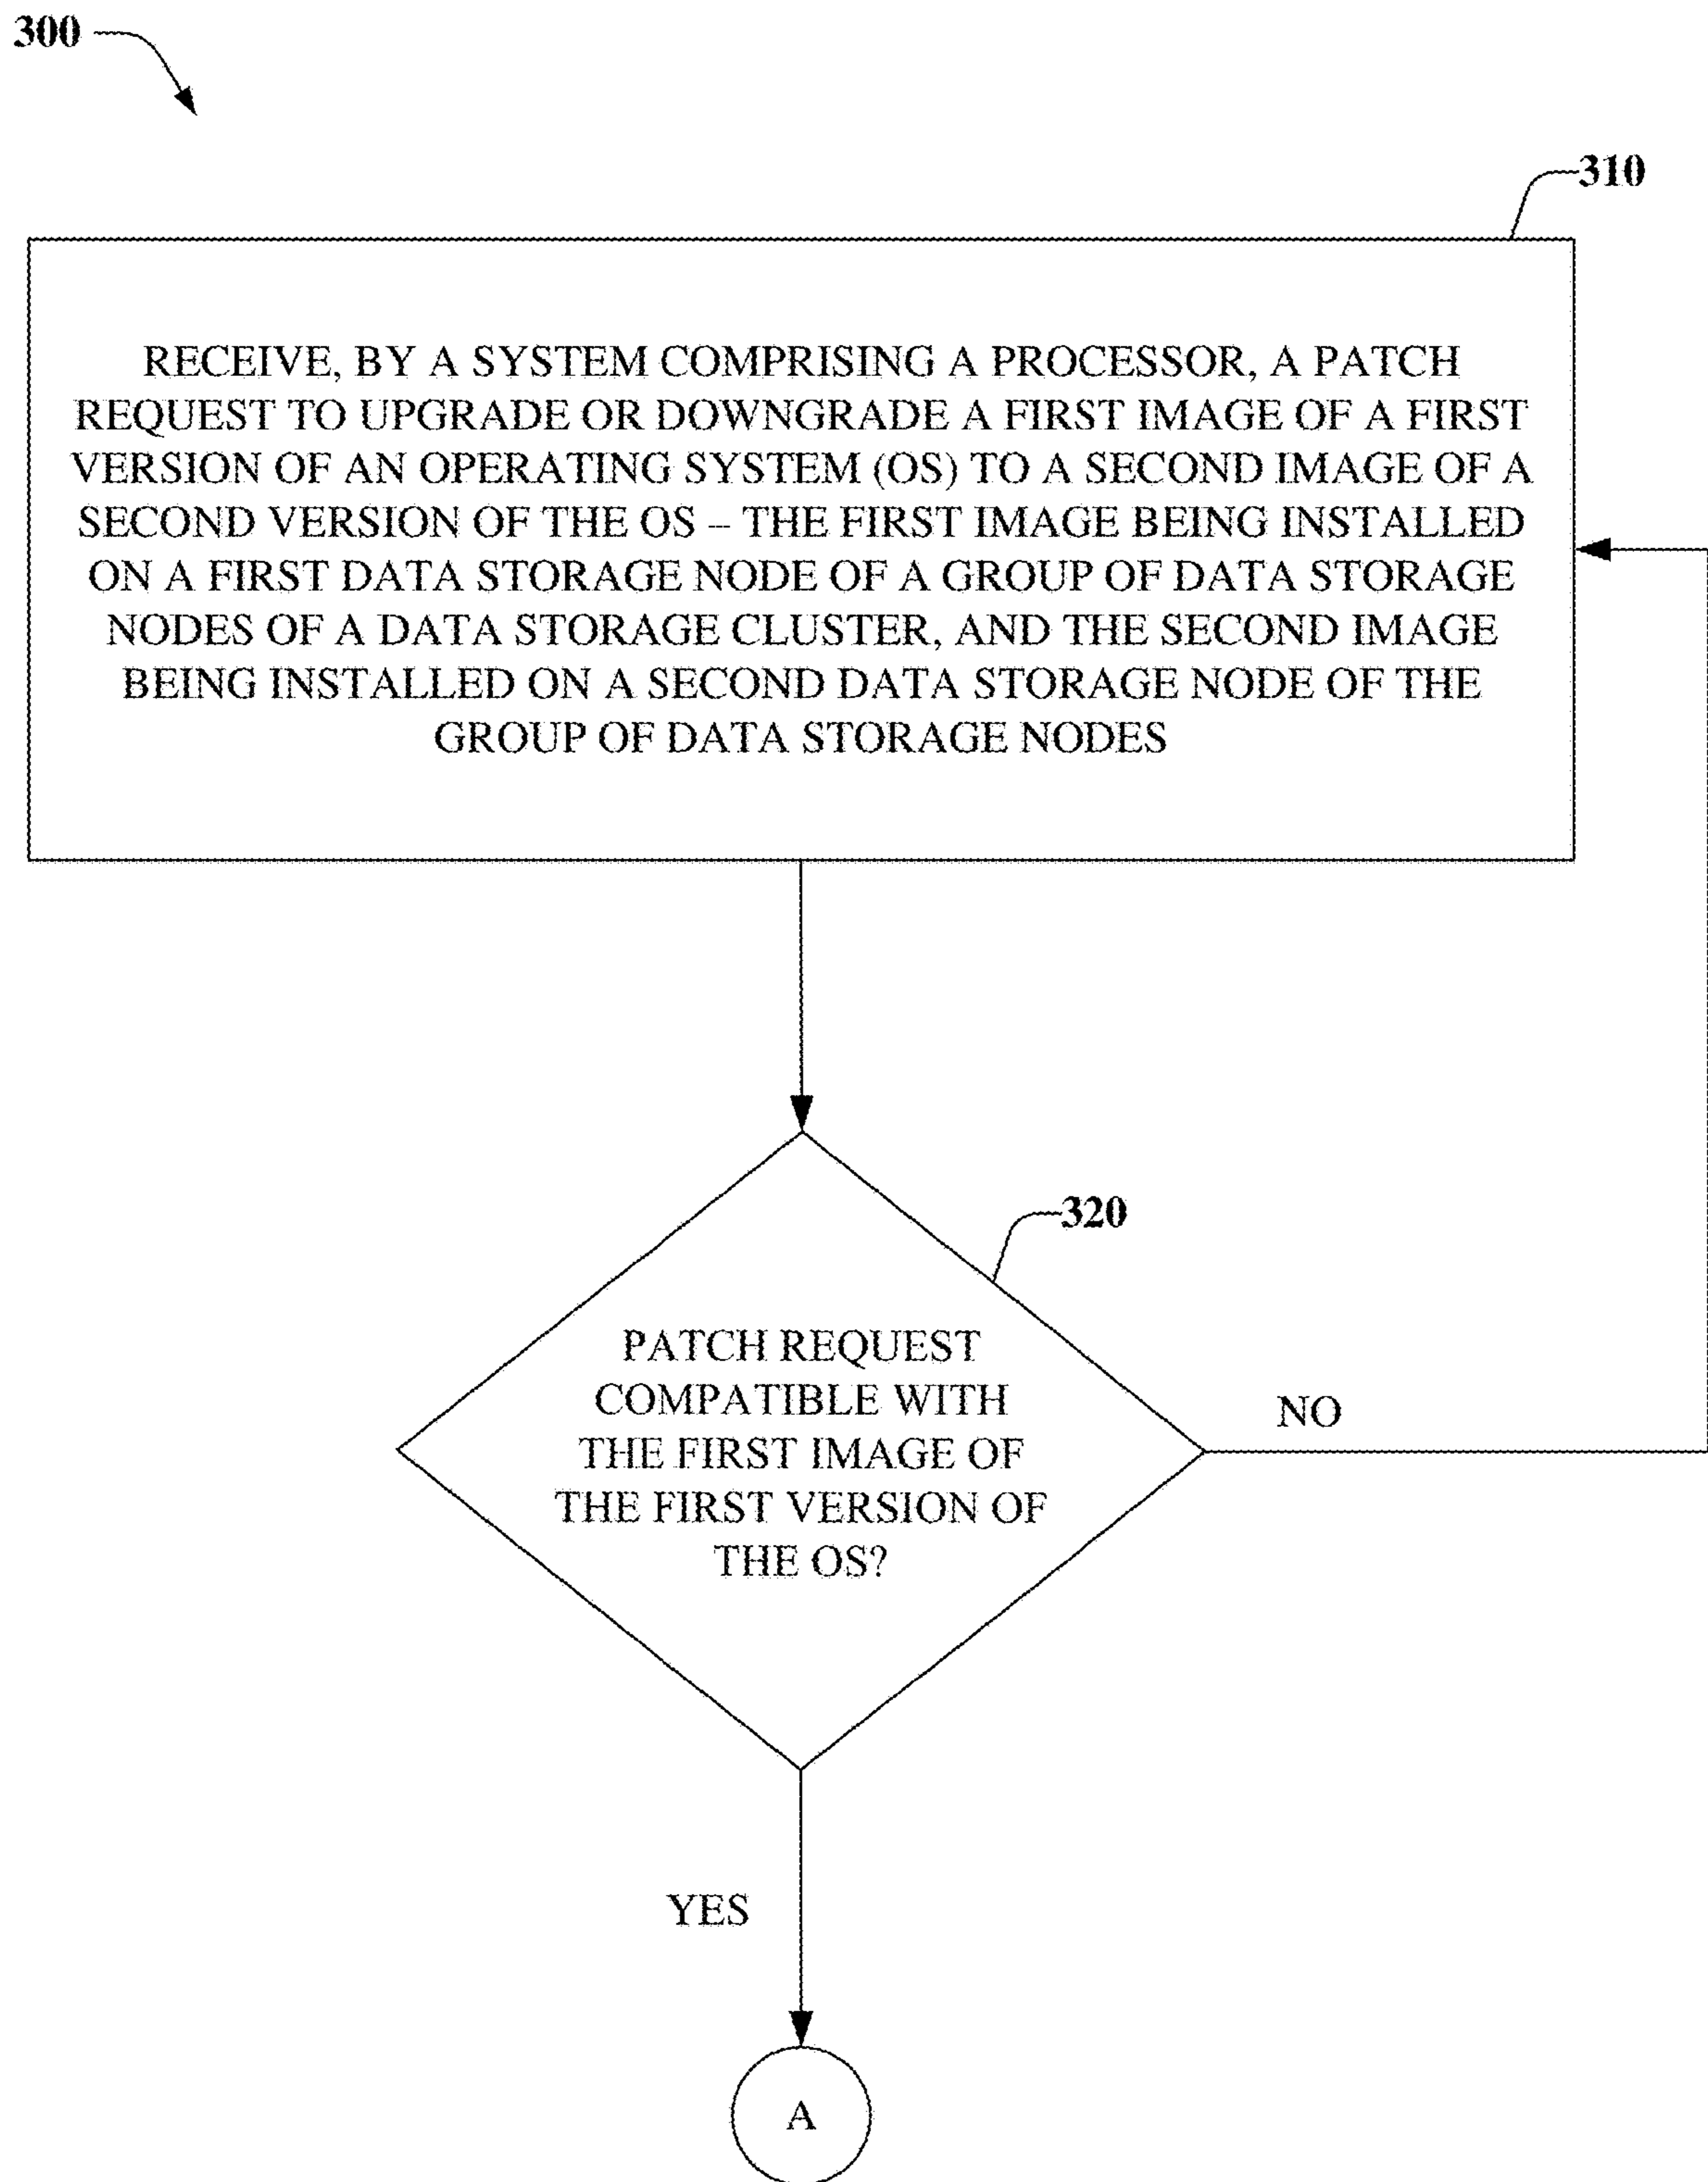 300
310
RECEIVE, BY A SYSTEM COMPRISING A PROCESSOR, A PATCH
REQUEST TO UPGRADE OR DOWNGRADE A FIRST IMAGE OF A FIRST
VERSION OF AN OPERATING SYSTEM (OS) TO A SECOND IMAGE OF A
SECOND VERSION OF THE OS – THE FIRST IMAGE BEING INSTALLED
ON A FIRST DATA STORAGE NODE OF A GROUP OF DATA STORAGE
NODES OF A DATA STORAGE CLUSTER, AND THE SECOND IMAGE
BEING INSTALLED ON A SECOND DATA STORAGE NODE OF THE
GROUP OF DATA STORAGE NODES
320
PATCH REQUEST
COMPATIBLE WITH
THE FIRST IMAGE OF
THE FIRST VERSION OF
THE OS?
NO
YES
A